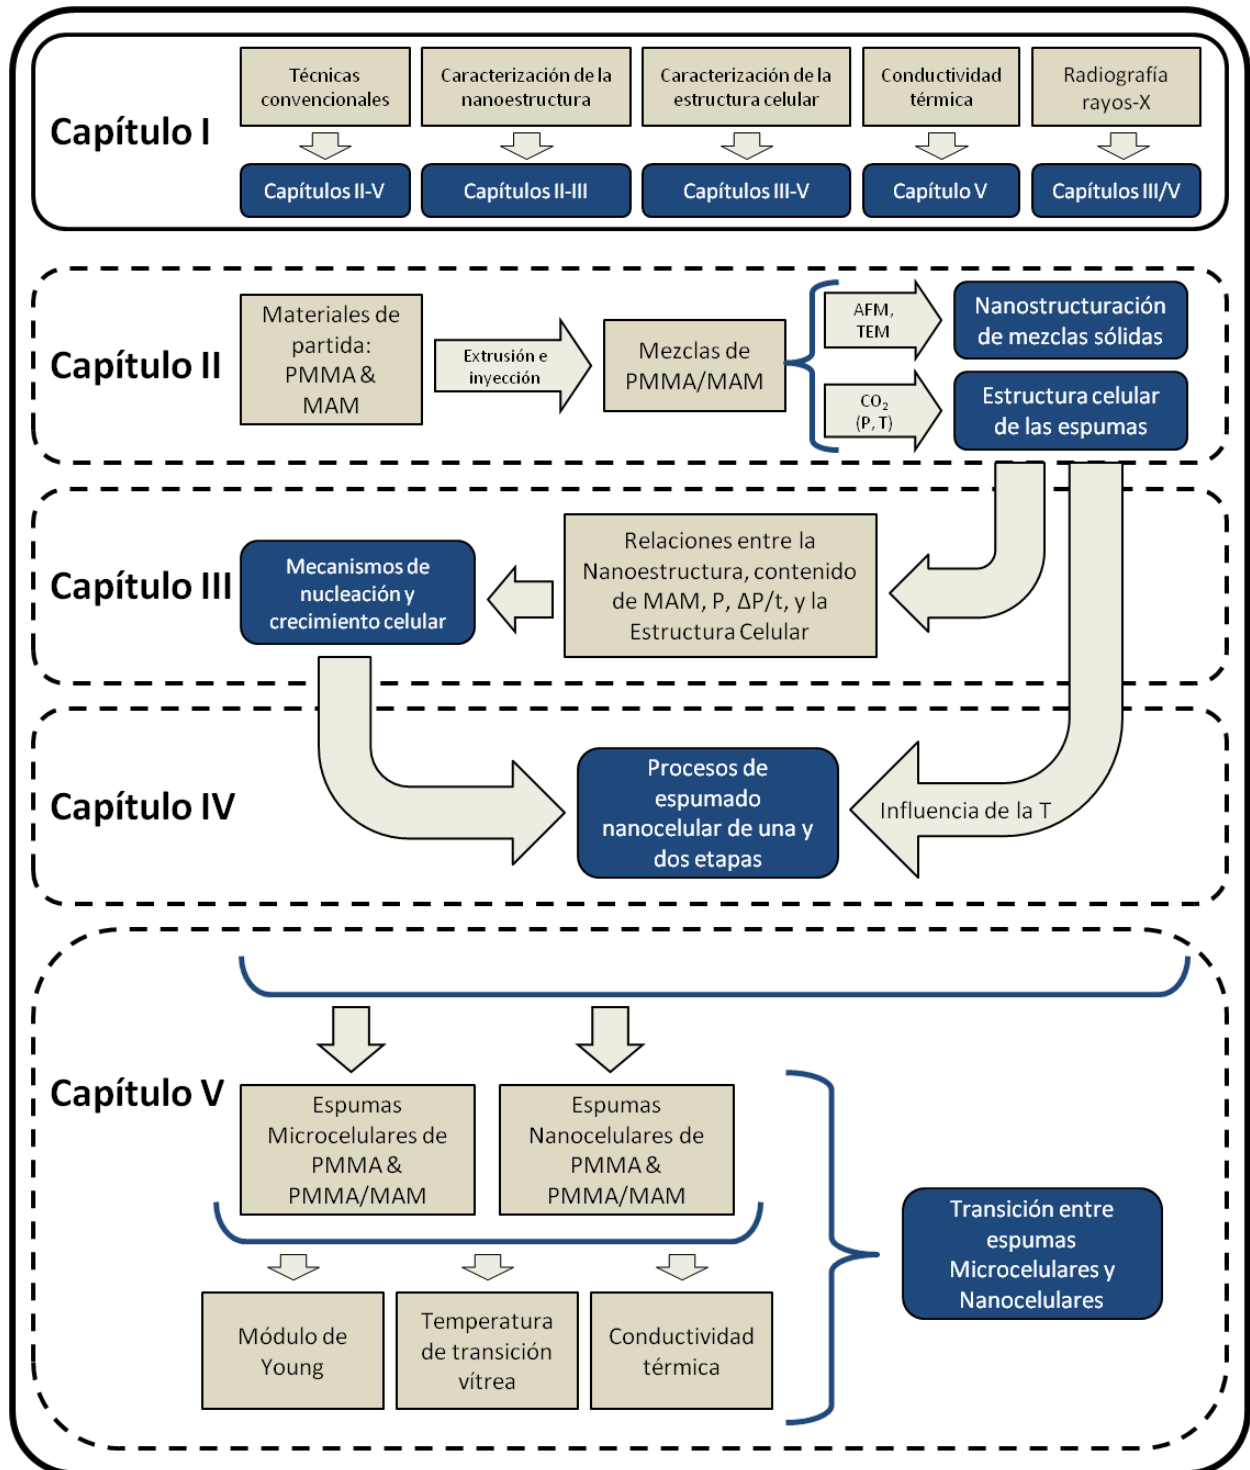 Capítulo I
Técnicas
convencionales
Caracterización de la
nanoestructura
Caracterización de la
estructura celular
Conductividad
térmica
Radiografía
rayos-X
Capítulos II-V
Capítulos II-III
Capítulos III-V
Capítulo V
Capítulos III/V
Capítulo II
Materiales de
partida:
PMMA &
MAM
Extrusión e
inyección
Mezclas de
PMMA/MAM
AFM,
TEM
Nanostructuración
de mezclas sólidas
CO₂
(P, T)
Estructura celular
de las espumas
Capítulo III
Mecanismos de
nucleación y
crecimiento celular
Relaciones entre la
Nanoestructura, contenido
de MAM, P, ΔP/t, y la
Estructura Celular
Capítulo IV
Procesos de
espumado
nanocelular de una y
dos etapas
Influencia de la T
Capítulo V
Espumas
Microcelulares de
PMMA &
PMMA/MAM
Espumas
Nanocelulares de
PMMA &
PMMA/MAM
Módulo de
Young
Temperatura
de transición
vítrea
Conductividad
térmica
Transición entre
espumas
Microcelulares y
Nanocelulares